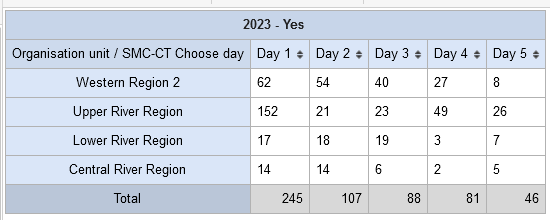 2023 - Yes
Organisation unit / SMC-CT Choose day Day 1 Day 2 Day 3 Day 4 Day 5
Western Region 2 62 54 40 27 8
Upper River Region 152 21 23 49 26
Lower River Region 17 18 19 3 7
Central River Region 14 14 6 2 5
Total 245 107 88 81 46